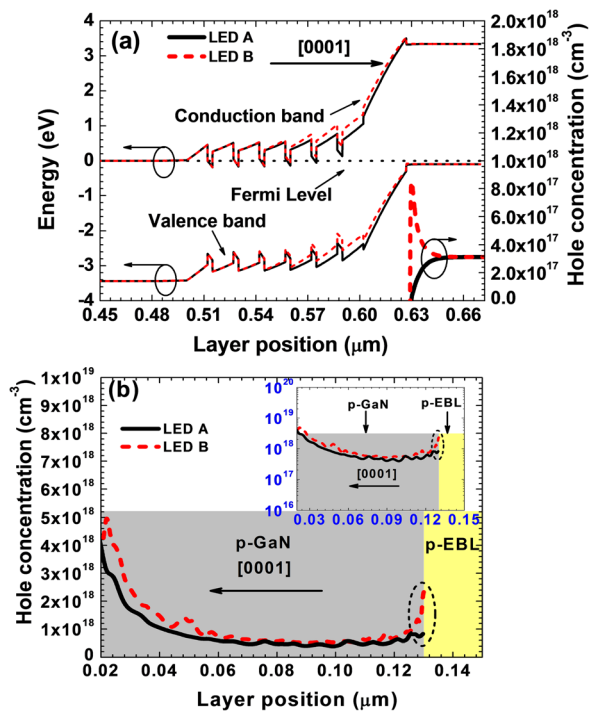 (a)
LED A
LED B
[0001]
Conduction band
Fermi Level
Valence band
Energy (eV)
4
3
2
1
0
-1
-2
-3
-4
2.0x10^18
1.8x10^18
1.6x10^18
1.4x10^18
1.2x10^18
1.0x10^18
8.0x10^17
6.0x10^17
4.0x10^17
2.0x10^17
0.0
Hole concentration (cm^-3)
0.45 0.48 0.51 0.54 0.57 0.60 0.63 0.66
Layer position (μm)
(b)
LED A
LED B
Hole concentration (cm^-3)
1x10^19
9x10^18
8x10^18
7x10^18
6x10^18
5x10^18
4x10^18
3x10^18
2x10^18
1x10^18
0
10^20
10^19
10^18
10^17
10^16
p-GaN
p-EBL
[0001]
0.03 0.06 0.09 0.12 0.15
p-GaN
p-EBL
[0001]
0.02 0.04 0.06 0.08 0.10 0.12 0.14
Layer position (μm)